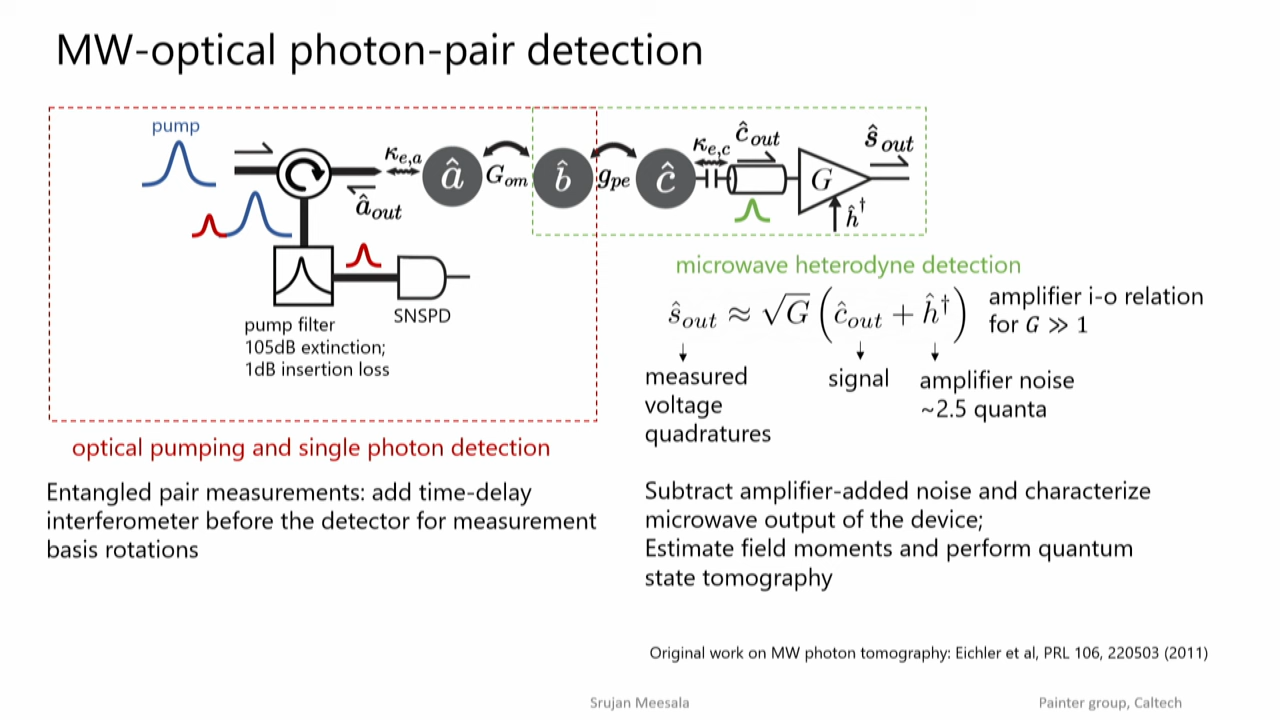 MW-optical photon-pair detection
pump
κe,a
âout
â
Gom
b̂
gpe
ĉ
κe,c
ĉout
G
ĥ†
ŝout
pump filter
105dB extinction;
1dB insertion loss
SNSPD
optical pumping and single photon detection
Entangled pair measurements: add time-delay
interferometer before the detector for measurement
basis rotations
microwave heterodyne detection
ŝout ≈ √G (ĉout + ĥ†)
amplifier i-o relation
for G ≫ 1
measured
voltage
quadratures
signal
amplifier noise
~2.5 quanta
Subtract amplifier-added noise and characterize
microwave output of the device;
Estimate field moments and perform quantum
state tomography
Original work on MW photon tomography: Eichler et al, PRL 106, 220503 (2011)
Srujan Meesala
Painter group, Caltech